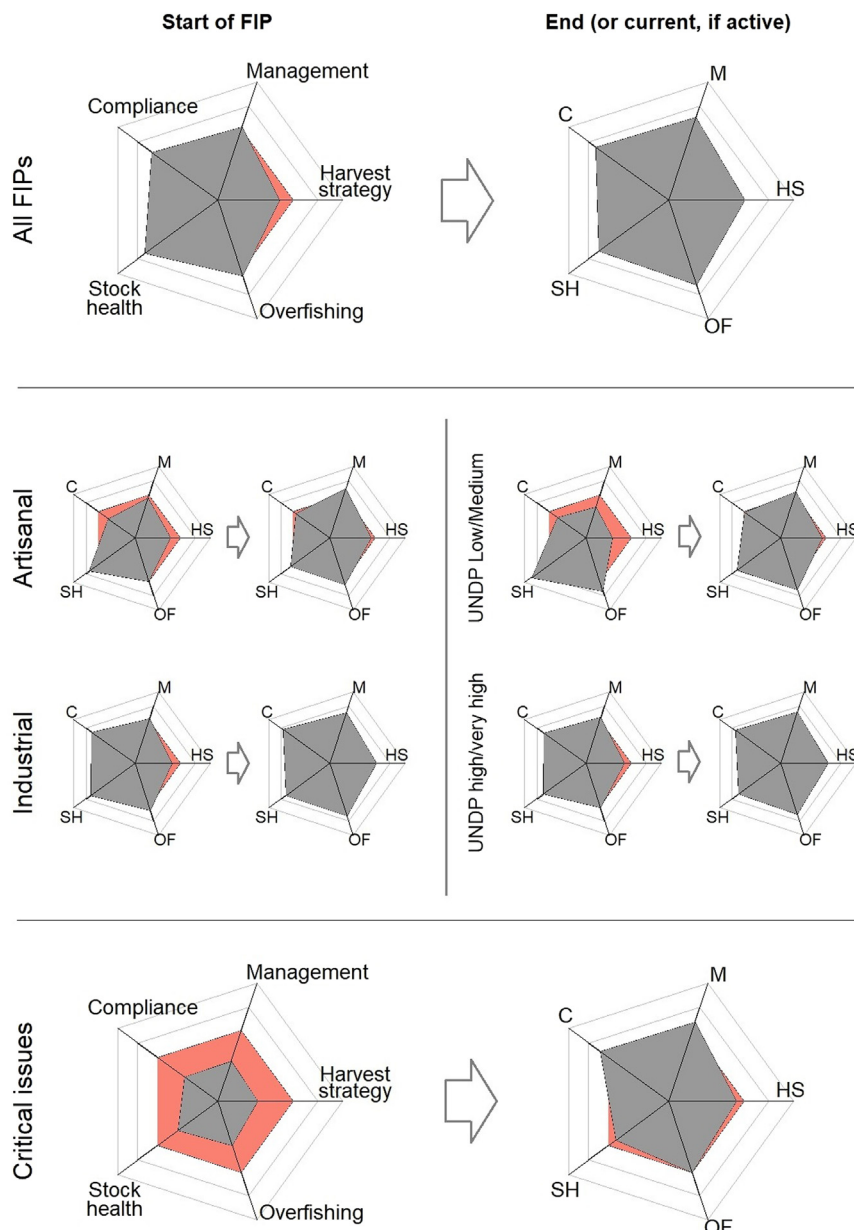 Start of FIP
End (or current, if active)
All FIPs
Management
Compliance
Harvest
strategy
Stock
health
Overfishing
M
C
HS
SH
OF
Artisanal
M
C
HS
SH
OF
M
C
HS
SH
OF
UNDP Low/Medium
M
C
HS
SH
OF
M
C
HS
SH
OF
Industrial
M
C
HS
SH
OF
M
C
HS
SH
OF
UNDP high/very high
M
C
HS
SH
OF
M
C
HS
SH
OF
Critical issues
Management
Compliance
Harvest
strategy
Stock
health
Overfishing
M
C
HS
SH
OF